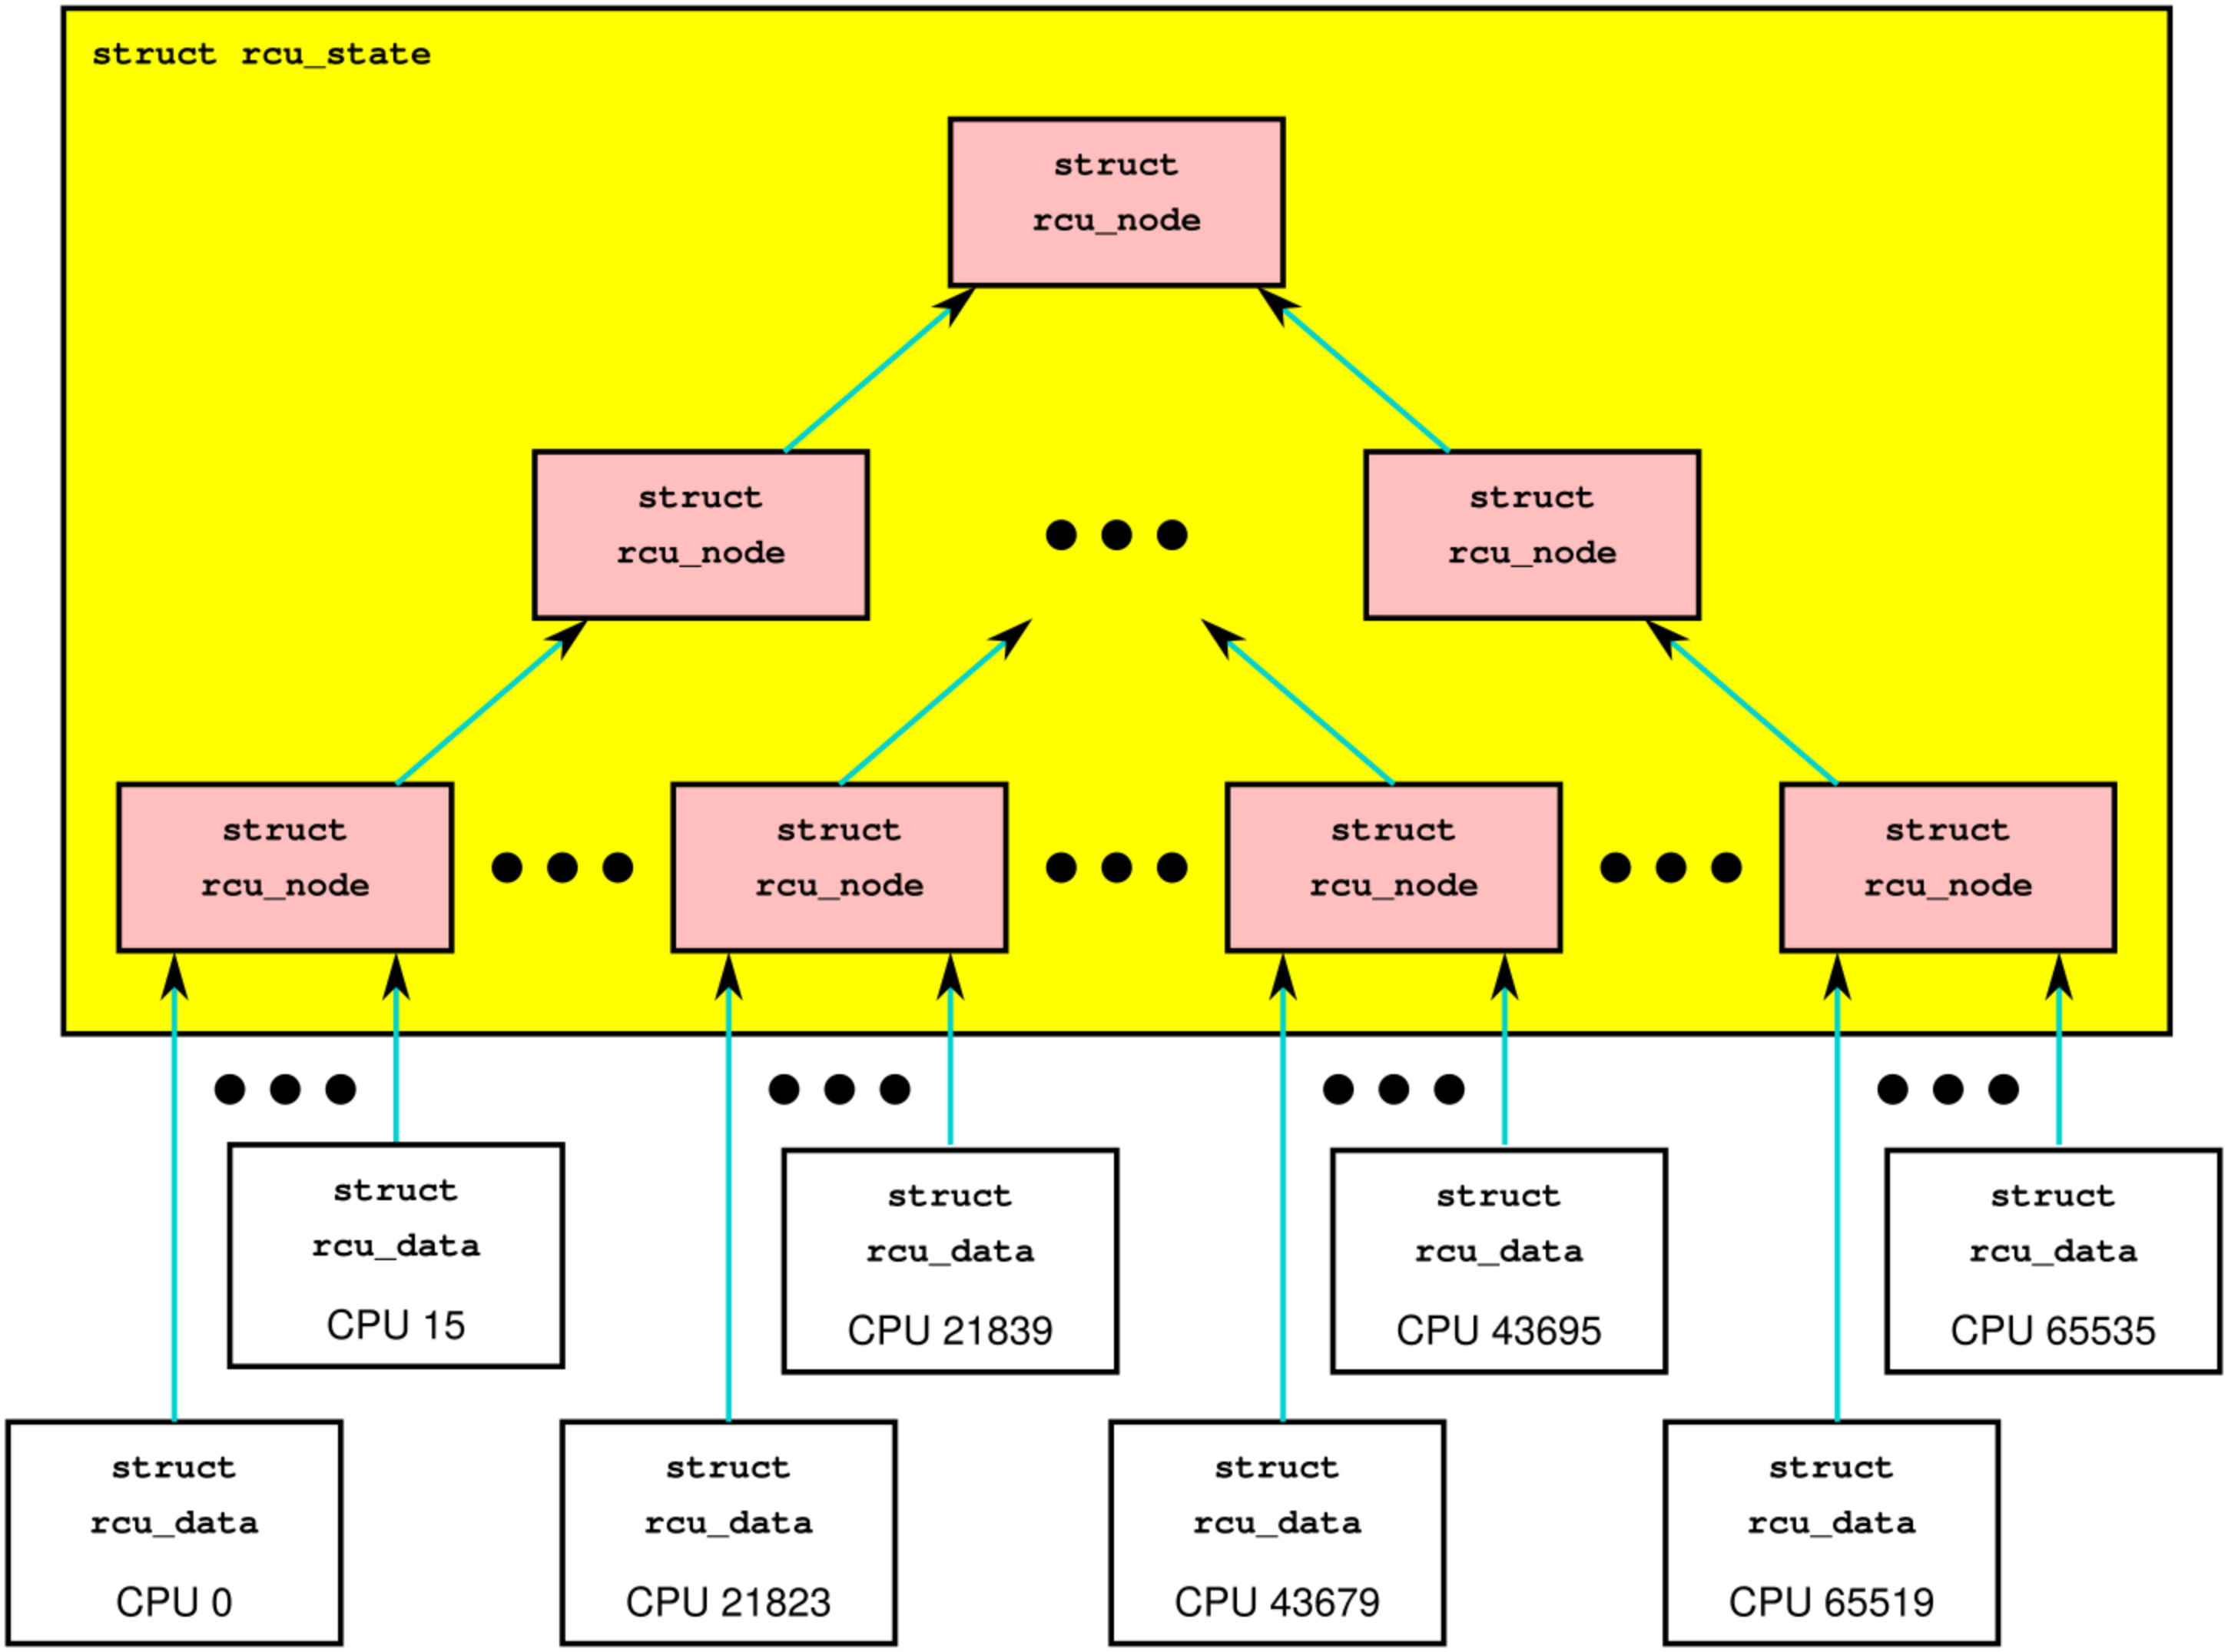 struct rcu_state
struct
rcu_node
struct
rcu_node
struct
rcu_node
struct
rcu_node
struct
rcu_node
struct
rcu_node
struct
rcu_node
struct
rcu_data
CPU 15
struct
rcu_data
CPU 21839
struct
rcu_data
CPU 43695
struct
rcu_data
CPU 65535
struct
rcu_data
CPU 0
struct
rcu_data
CPU 21823
struct
rcu_data
CPU 43679
struct
rcu_data
CPU 65519